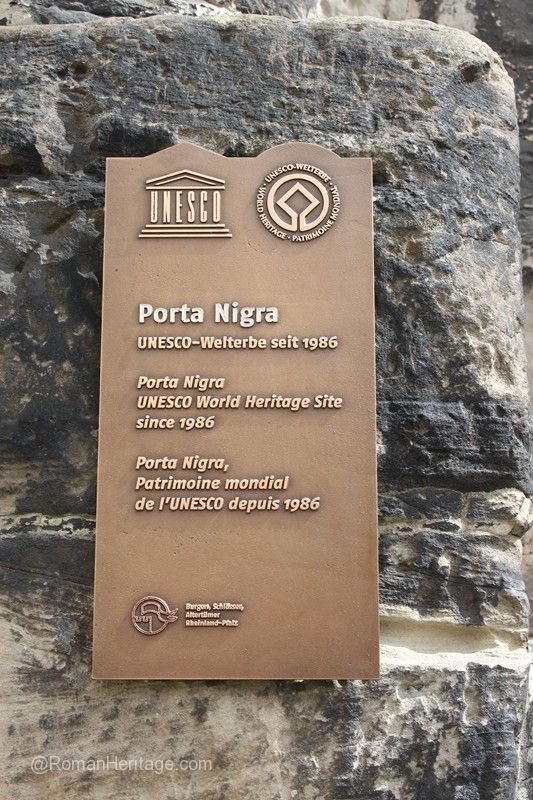 UNESCO
UNESCO-WELTERBE · WORLD HERITAGE · PATRIMOINE MONDIAL
Porta Nigra
UNESCO-Welterbe seit 1986
Porta Nigra
UNESCO World Heritage Site
since 1986
Porta Nigra,
Patrimoine mondial
de l'UNESCO depuis 1986
Burgen, Schlösser,
Altertümer
Rheinland-Pfalz
@RomanHeritage.com